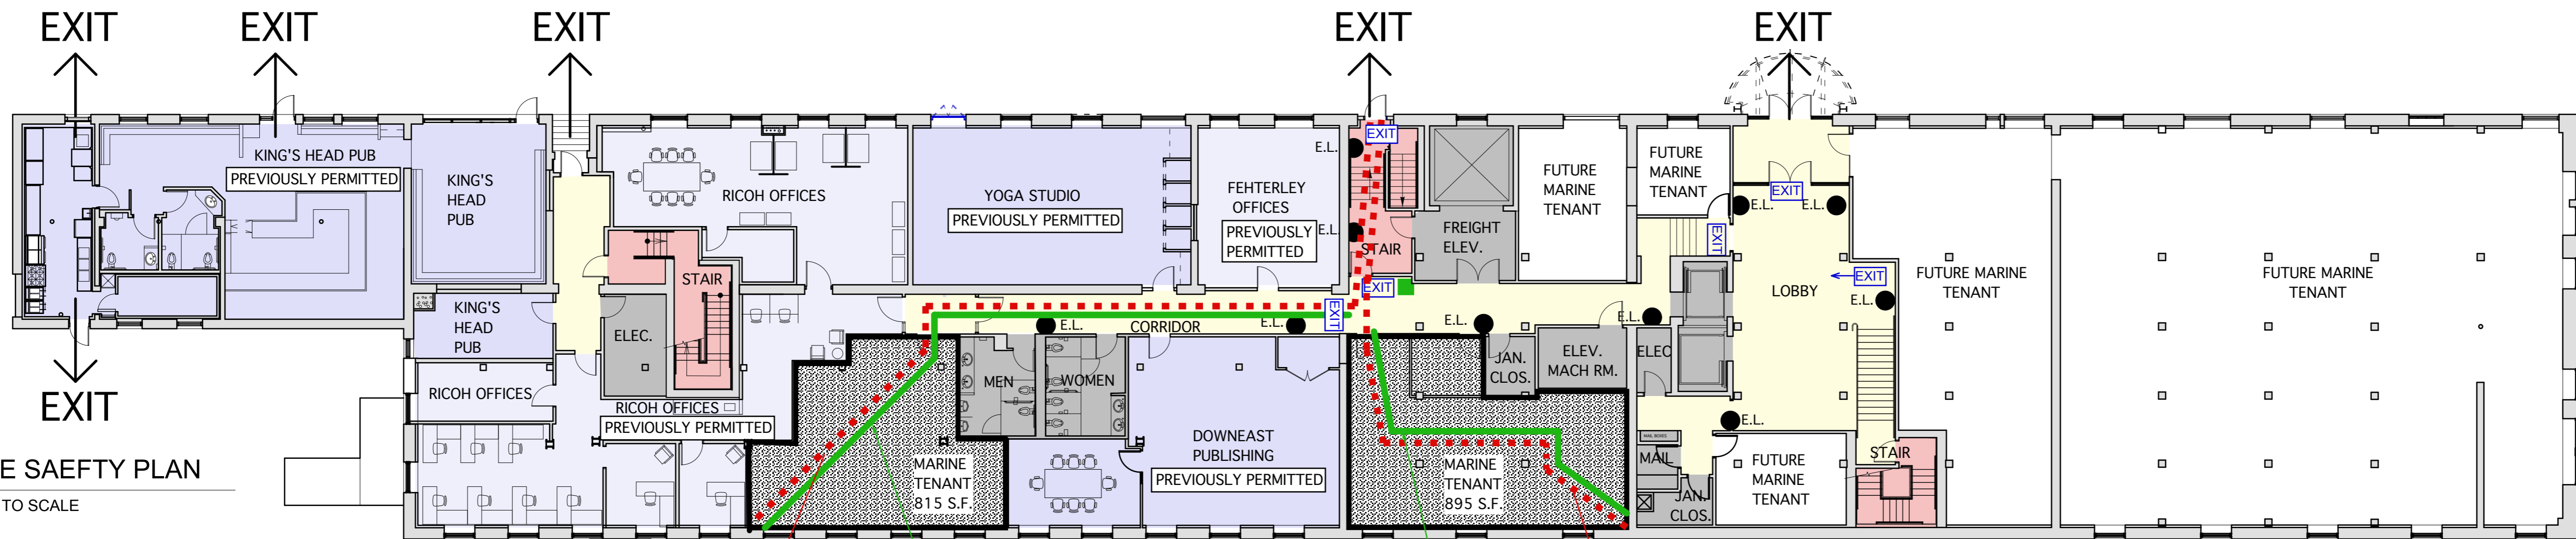 EXIT
EXIT
EXIT
EXIT
EXIT
KING'S HEAD PUB
PREVIOUSLY PERMITTED
KING'S
HEAD
PUB
RICOH OFFICES
YOGA STUDIO
PREVIOUSLY PERMITTED
FEHTERLEY
OFFICES
PREVIOUSLY
PERMITTED
E.L.
E.L.
EXIT
STAIR
EXIT
FREIGHT
ELEV.
FUTURE
MARINE
TENANT
FUTURE
MARINE
TENANT
EXIT
EXIT
E.L.
E.L.
EXIT
LOBBY
E.L.
FUTURE MARINE
TENANT
FUTURE MARINE
TENANT
KING'S
HEAD
PUB
ELEC.
STAIR
E.L.
CORRIDOR
E.L.
EXIT
E.L.
E.L.
EXIT
RICOH OFFICES
RICOH OFFICES
PREVIOUSLY PERMITTED
MEN
WOMEN
JAN.
CLOS.
ELEV.
MACH RM.
ELEC
E.L.
DOWNEAST
PUBLISHING
PREVIOUSLY PERMITTED
MARINE
TENANT
815 S.F.
MARINE
TENANT
895 S.F.
MAIL BOXES
MAIL
JAN.
CLOS.
FUTURE
MARINE
TENANT
STAIR
E SAEFTY PLAN
TO SCALE